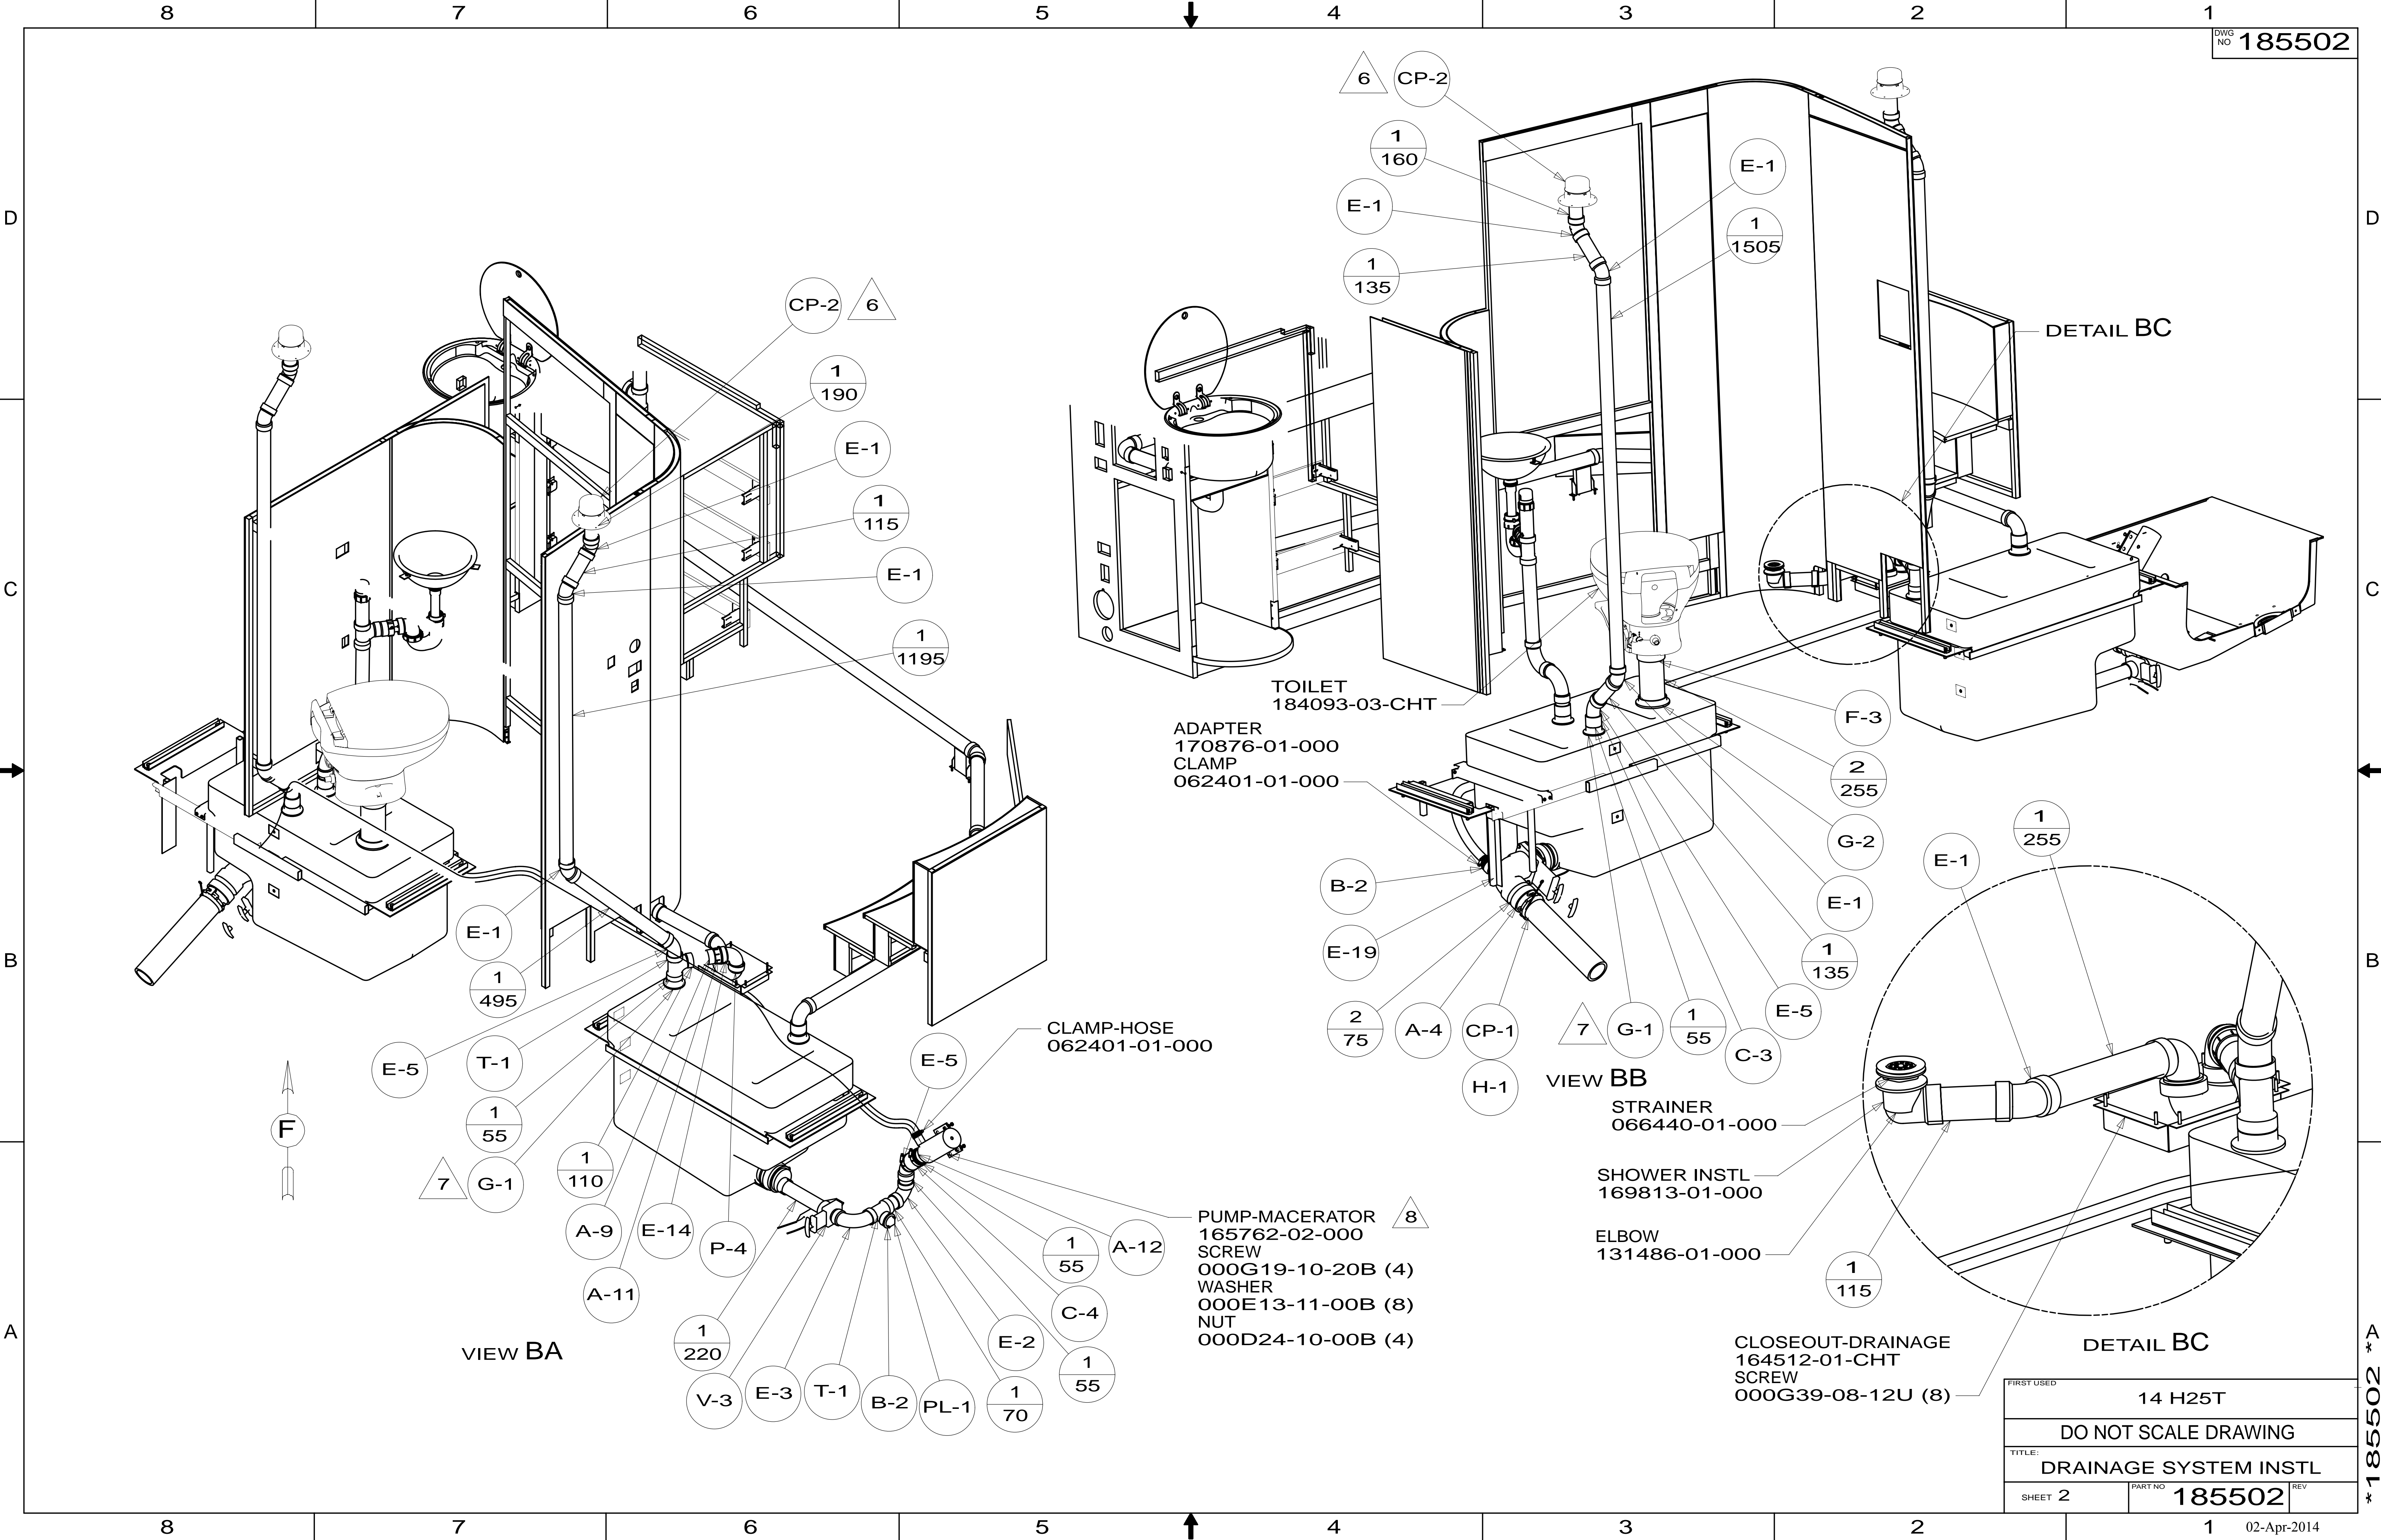 8 7 6 5 4 3 2 1
DWG NO 185502
D
C
B
A
CP-2 6
1
190
E-1
1
115
E-1
1
1195
E-1
1
495
E-5
T-1
1
55
7 G-1
1
110
A-9
A-11
E-14
P-4
1
220
V-3
E-3
T-1
B-2
PL-1
1
70
1
55
E-2
C-4
1
55
A-12
E-5
CLAMP-HOSE
062401-01-000
PUMP-MACERATOR 8
165762-02-000
SCREW
000G19-10-20B (4)
WASHER
000E13-11-00B (8)
NUT
000D24-10-00B (4)
F
VIEW BA
6 CP-2
1
160
E-1
1
135
E-1
1
1505
DETAIL BC
TOILET
184093-03-CHT
ADAPTER
170876-01-000
CLAMP
062401-01-000
B-2
E-19
2
75
A-4
CP-1
H-1
7 G-1
1
55
C-3
E-5
1
135
E-1
G-2
2
255
F-3
VIEW BB
E-1
1
255
STRAINER
066440-01-000
SHOWER INSTL
169813-01-000
ELBOW
131486-01-000
1
115
CLOSEOUT-DRAINAGE
164512-01-CHT
SCREW
000G39-08-12U (8)
DETAIL BC
FIRST USED
14 H25T
DO NOT SCALE DRAWING
TITLE:
DRAINAGE SYSTEM INSTL
SHEET 2 PART NO 185502 REV
D
C
B
A
*185502*
8 7 6 5 4 3 2 1
02-Apr-2014